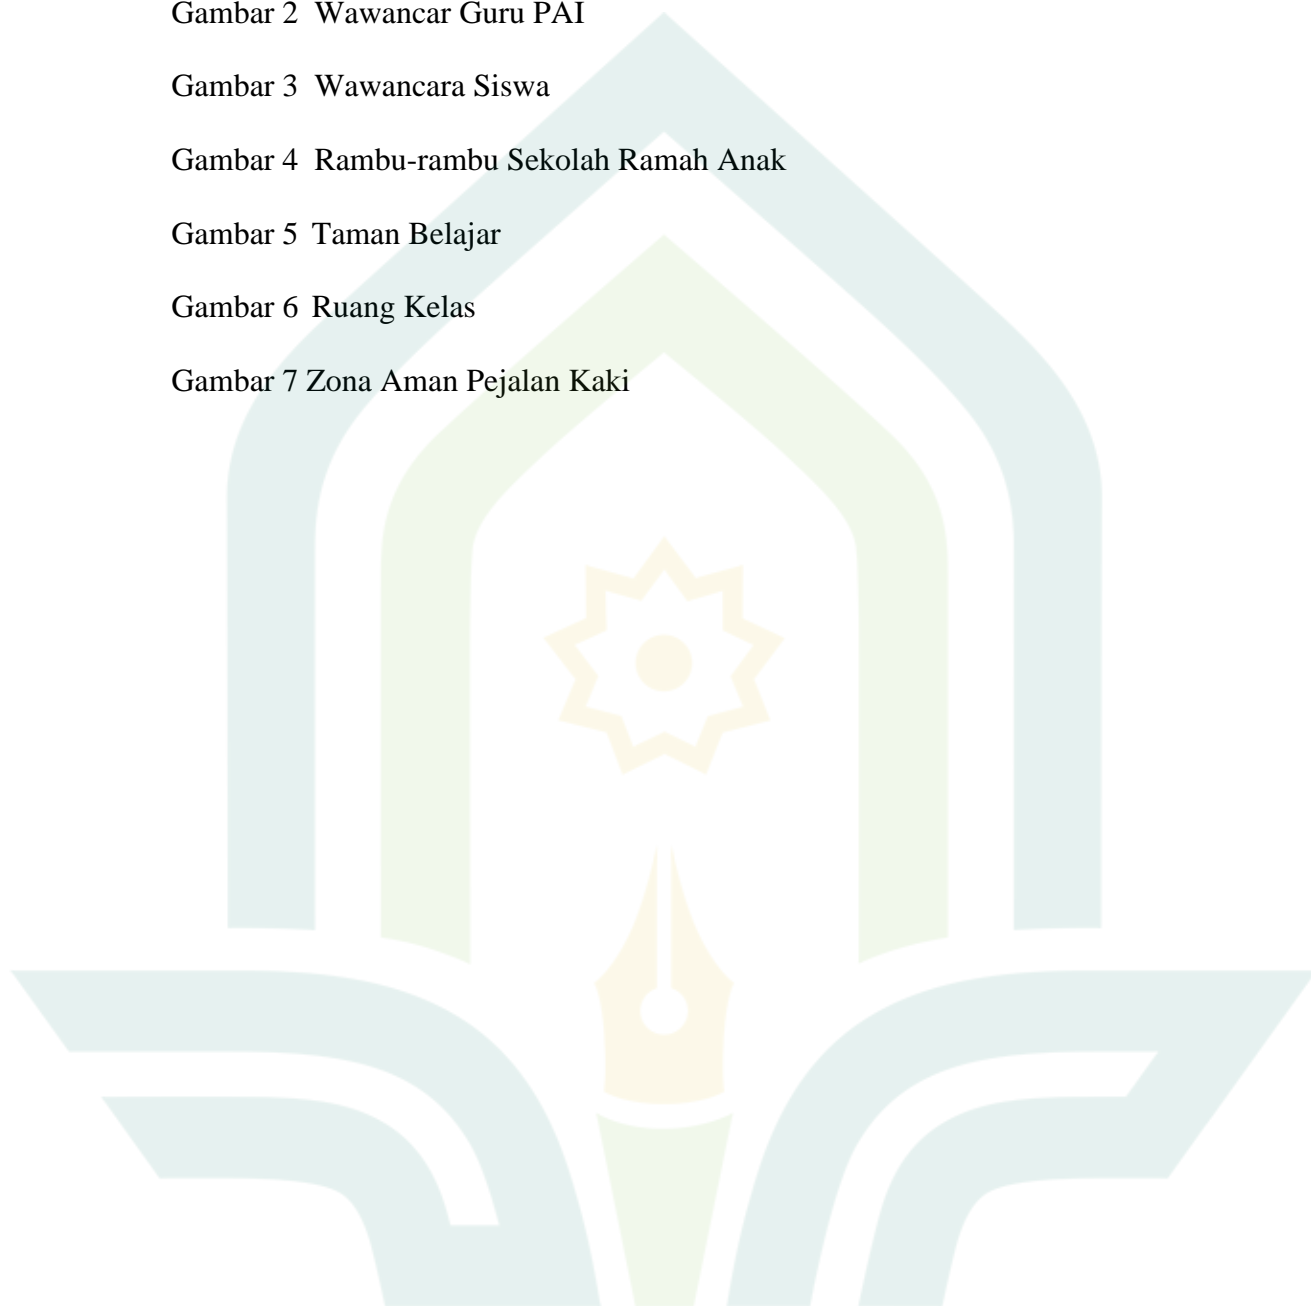 Gambar 2 Wawancar Guru PAI
Gambar 3 Wawancara Siswa
Gambar 4 Rambu-rambu Sekolah Ramah Anak
Gambar 5 Taman Belajar
Gambar 6 Ruang Kelas
Gambar 7 Zona Aman Pejalan Kaki